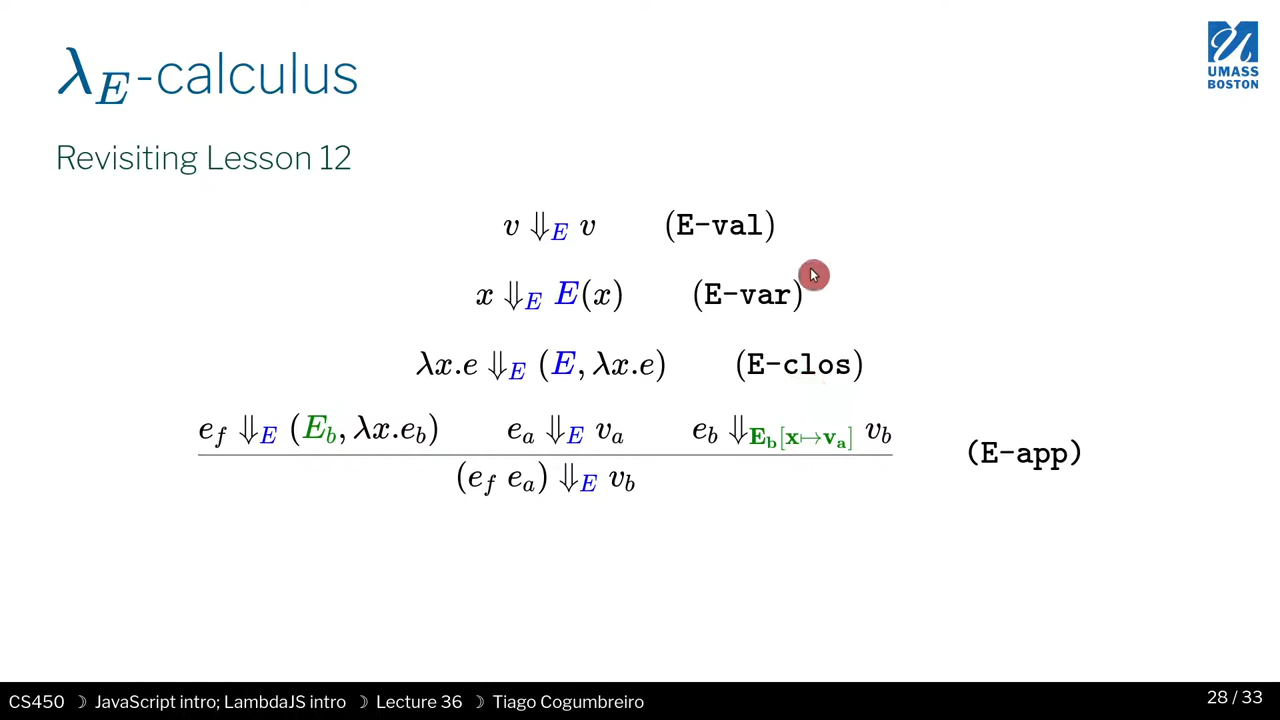 λ_E-calculus
UMASS
BOSTON
Revisiting Lesson 12
v ⇓_E v (E-val)
x ⇓_E E(x) (E-var)
λx.e ⇓_E (E, λx.e) (E-clos)
e_f ⇓_E (E_b, λx.e_b) e_a ⇓_E v_a e_b ⇓_{E_b[x↦v_a]} v_b
(E-app)
(e_f e_a) ⇓_E v_b
CS450 ☽ JavaScript intro; LambdaJS intro ☽ Lecture 36 ☽ Tiago Cogumbreiro 28 / 33